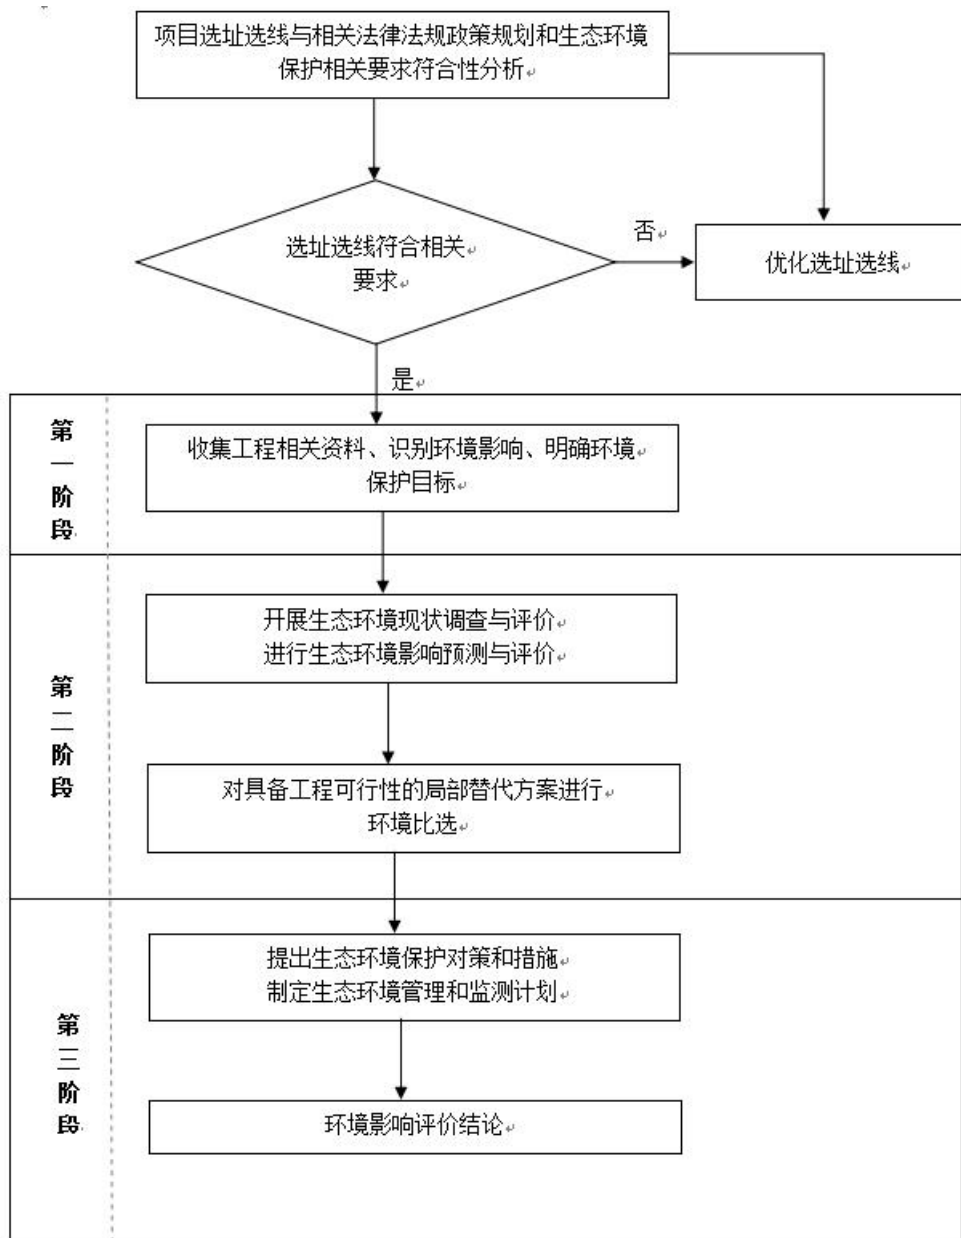 项目选址选线与相关法律法规政策规划和生态环境
保护相关要求符合性分析
选址选线符合相关
要求
否
优化选址选线
是
第一阶段
收集工程相关资料、识别环境影响、明确环境
保护目标
第二阶段
开展生态环境现状调查与评价
进行生态环境影响预测与评价
对具备工程可行性的局部替代方案进行
环境比选
第三阶段
提出生态环境保护对策和措施
制定生态环境管理和监测计划
环境影响评价结论